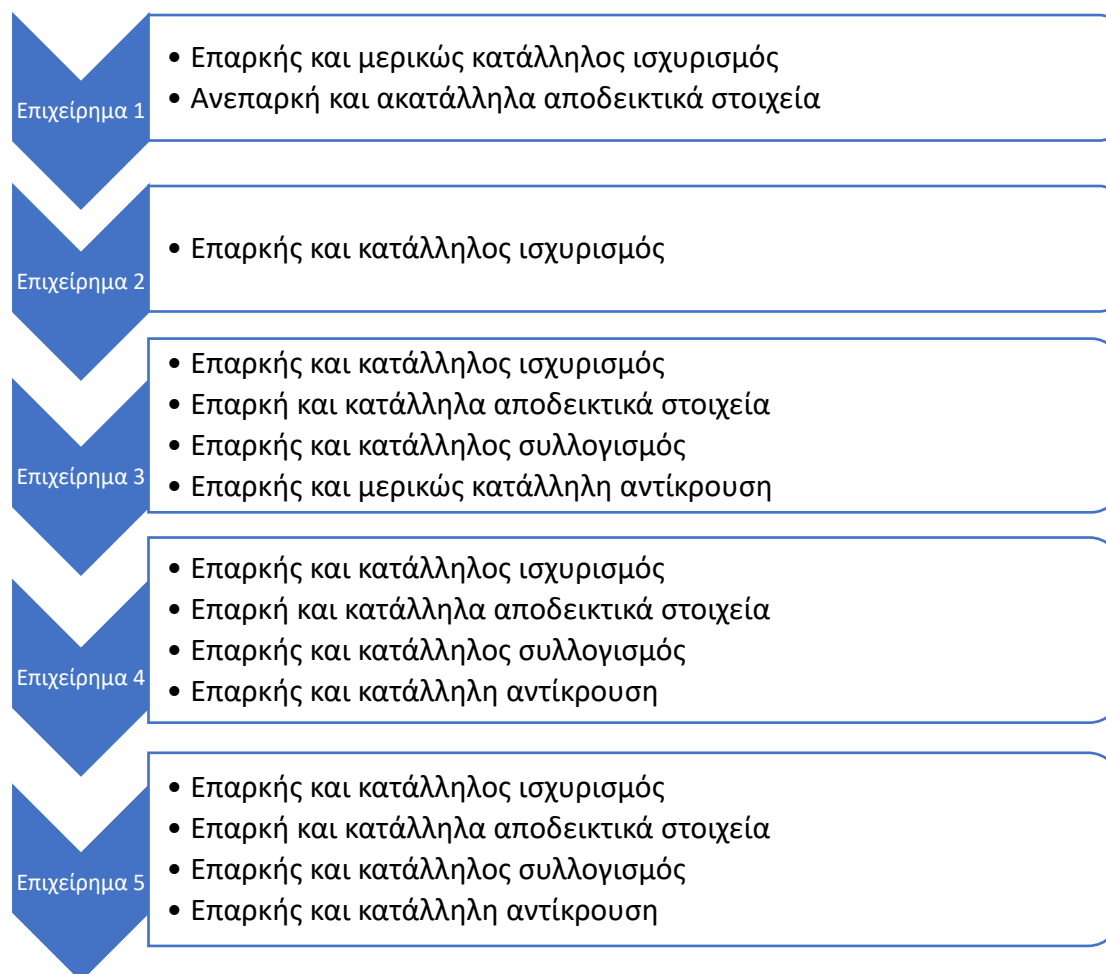 Επιχείρημα 1
• Επαρκής και μερικώς κατάλληλος ισχυρισμός
• Ανεπαρκή και ακατάλληλα αποδεικτικά στοιχεία
Επιχείρημα 2
• Επαρκής και κατάλληλος ισχυρισμός
Επιχείρημα 3
• Επαρκής και κατάλληλος ισχυρισμός
• Επαρκή και κατάλληλα αποδεικτικά στοιχεία
• Επαρκής και κατάλληλος συλλογισμός
• Επαρκής και μερικώς κατάλληλη αντίκρουση
Επιχείρημα 4
• Επαρκής και κατάλληλος ισχυρισμός
• Επαρκή και κατάλληλα αποδεικτικά στοιχεία
• Επαρκής και κατάλληλος συλλογισμός
• Επαρκής και κατάλληλη αντίκρουση
Επιχείρημα 5
• Επαρκής και κατάλληλος ισχυρισμός
• Επαρκή και κατάλληλα αποδεικτικά στοιχεία
• Επαρκής και κατάλληλος συλλογισμός
• Επαρκής και κατάλληλη αντίκρουση